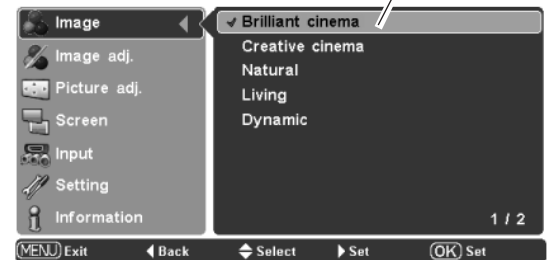 Image
Image adj.
Picture adj.
Screen
Input
Setting
Information
✓ Brilliant cinema
Creative cinema
Natural
Living
Dynamic
1 / 2
MENU Exit ◀ Back ◆ Select ▶ Set OK Set